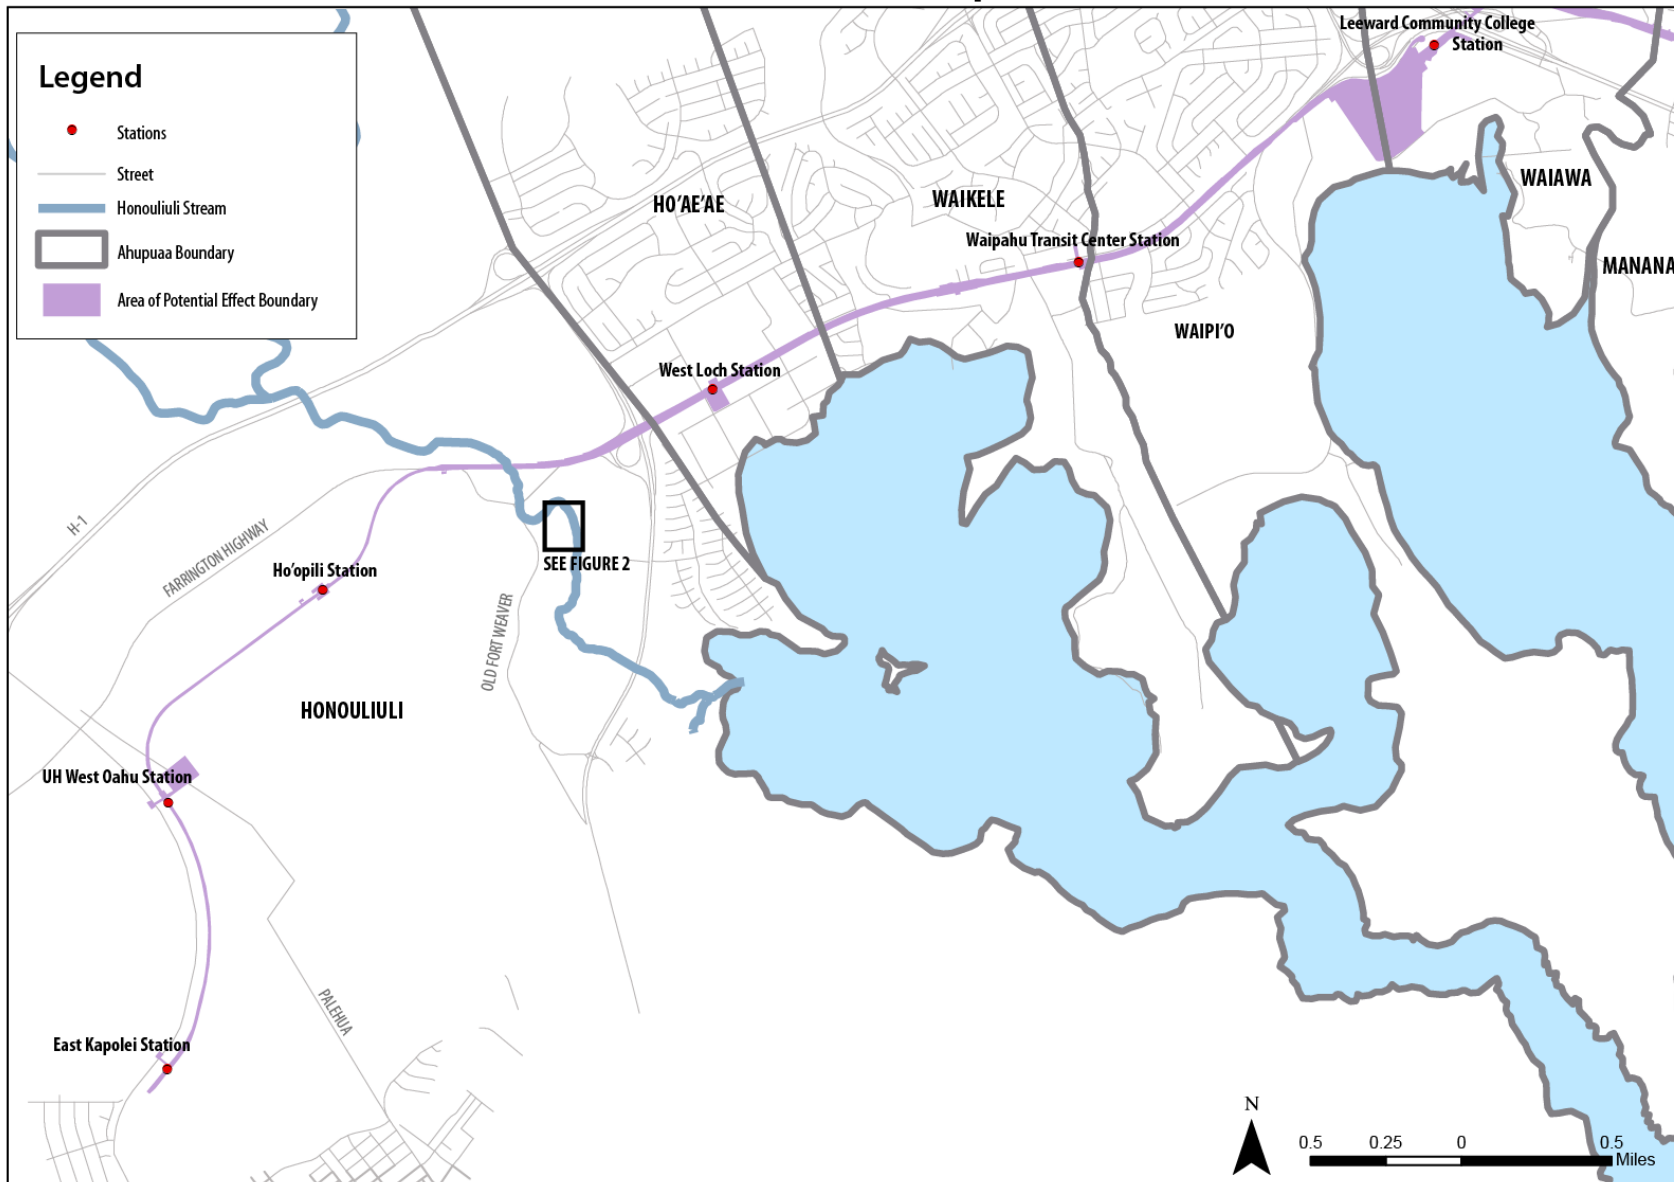 Leeward Community College
Station
Legend
Stations
Street
Honouliuli Stream
Ahupuaa Boundary
Area of Potential Effect Boundary
HO'AE'AE
WAIKELE
WAIAWA
Waipahu Transit Center Station
MANANA
WAIPI'O
West Loch Station
H-1
FARRINGTON HIGHWAY
Ho'opili Station
SEE FIGURE 2
OLD FORT WEAVER
HONOULIULI
UH West Oahu Station
PALEHUA
East Kapolei Station
N
0.5 0.25 0 0.5
Miles